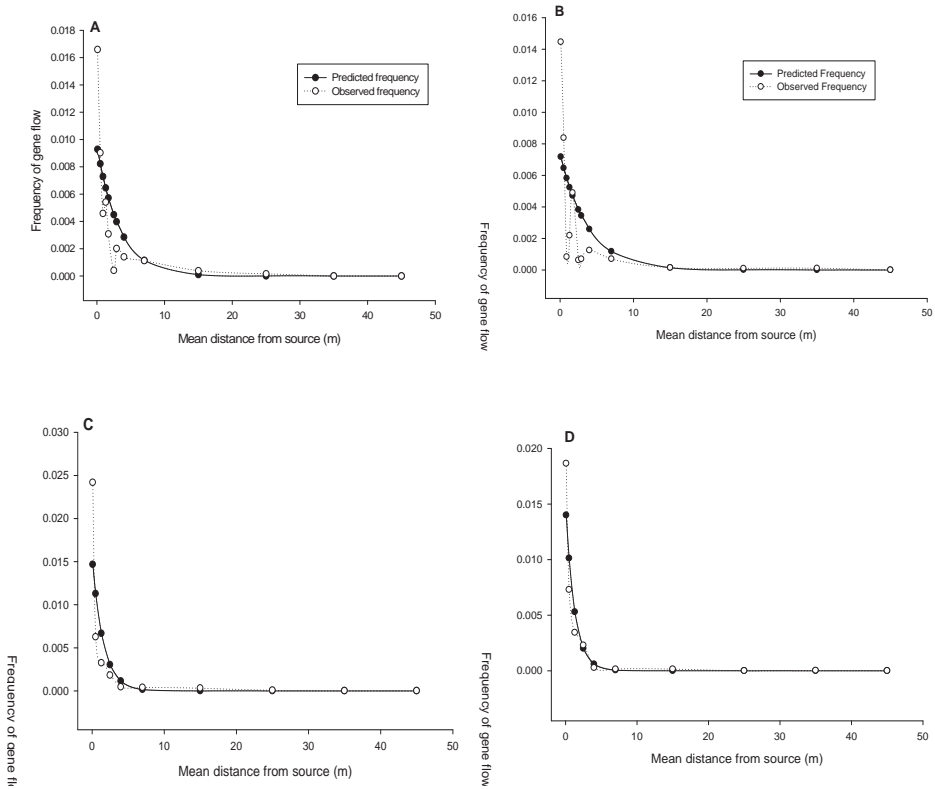 A
0.018
0.016
0.014
0.012
0.010
0.008
0.006
0.004
0.002
0.000
Frequency of gene flow
Predicted frequency
Observed frequency
0 10 20 30 40 50
Mean distance from source (m)
B
0.016
0.014
0.012
0.010
0.008
0.006
0.004
0.002
0.000
Frequency of gene flow
Predicted Frequency
Observed Frequency
0 10 20 30 40 50
Mean distance from source (m)
C
0.030
0.025
0.020
0.015
0.010
0.005
0.000
Frequency of gene flo
0 10 20 30 40 50
Mean distance from source (m)
D
0.020
0.015
0.010
0.005
0.000
Frequency of gene flow
0 10 20 30 40 50
Mean distance from source (m)